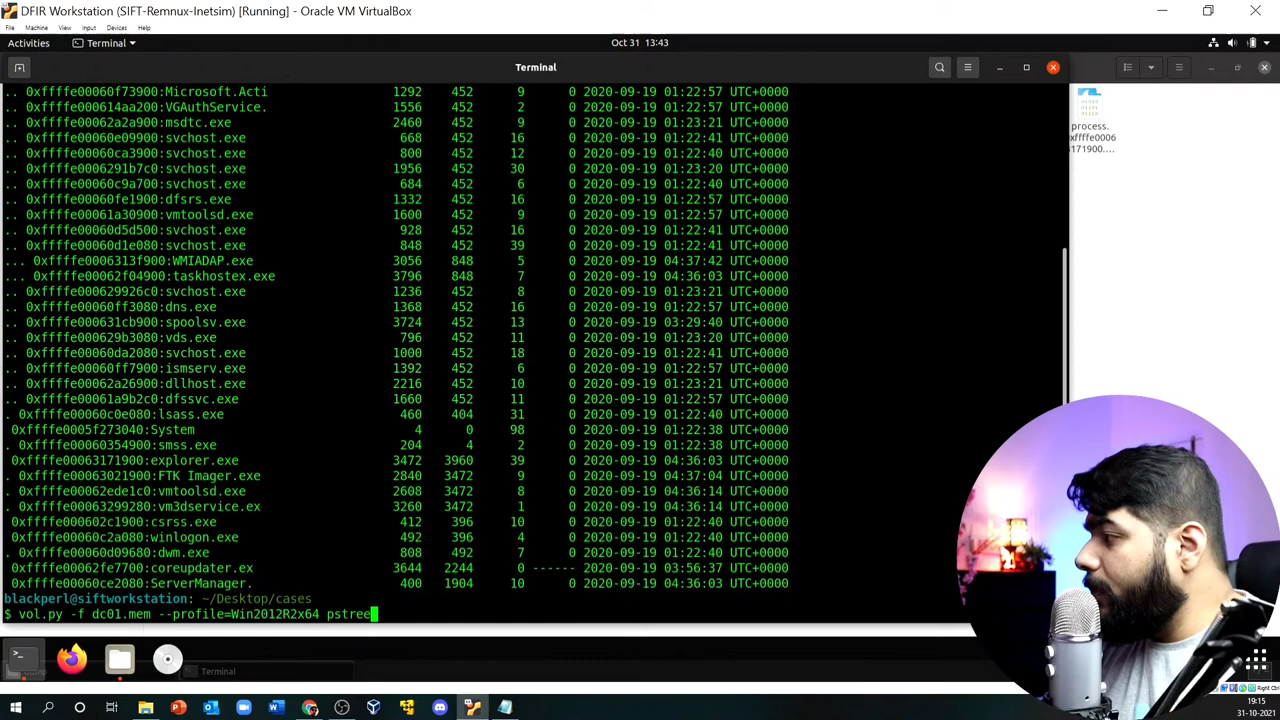 DFIR Workstation (SIFT-Remnux-Inetsim) [Running] - Oracle VM VirtualBox
File Machine View Input Devices Help
Activities Terminal Oct 31 13:43
Terminal
.. 0xffffe00060f73900:Microsoft.Acti 1292 452 9 0 2020-09-19 01:22:57 UTC+0000
.. 0xffffe000614aa200:VGAuthService. 1556 452 2 0 2020-09-19 01:22:57 UTC+0000
.. 0xffffe00062a2a900:msdtc.exe 2460 452 9 0 2020-09-19 01:23:21 UTC+0000
.. 0xffffe00060e09900:svchost.exe 668 452 16 0 2020-09-19 01:22:41 UTC+0000
.. 0xffffe00060ca3900:svchost.exe 800 452 12 0 2020-09-19 01:22:40 UTC+0000
.. 0xffffe0006291b7c0:svchost.exe 1956 452 30 0 2020-09-19 01:23:20 UTC+0000
.. 0xffffe00060c9a700:svchost.exe 684 452 6 0 2020-09-19 01:22:40 UTC+0000
.. 0xffffe00060fe1900:dfsrs.exe 1332 452 16 0 2020-09-19 01:22:57 UTC+0000
.. 0xffffe00061a30900:vmtoolsd.exe 1600 452 9 0 2020-09-19 01:22:57 UTC+0000
.. 0xffffe00060d5d500:svchost.exe 928 452 16 0 2020-09-19 01:22:41 UTC+0000
.. 0xffffe00060d1e080:svchost.exe 848 452 39 0 2020-09-19 01:22:41 UTC+0000
... 0xffffe0006313f900:WMIADAP.exe 3056 848 5 0 2020-09-19 04:37:42 UTC+0000
... 0xffffe00062f04900:taskhostex.exe 3796 848 7 0 2020-09-19 04:36:03 UTC+0000
.. 0xffffe000629926c0:svchost.exe 1236 452 8 0 2020-09-19 01:23:21 UTC+0000
.. 0xffffe00060ff3080:dns.exe 1368 452 16 0 2020-09-19 01:22:57 UTC+0000
.. 0xffffe000631cb900:spoolsv.exe 3724 452 13 0 2020-09-19 03:29:40 UTC+0000
.. 0xffffe000629b3080:vds.exe 796 452 11 0 2020-09-19 01:23:20 UTC+0000
.. 0xffffe00060da2080:svchost.exe 1000 452 18 0 2020-09-19 01:22:41 UTC+0000
.. 0xffffe00060ff7900:ismserv.exe 1392 452 6 0 2020-09-19 01:22:57 UTC+0000
.. 0xffffe00062a26900:dllhost.exe 2216 452 10 0 2020-09-19 01:23:21 UTC+0000
.. 0xffffe00061a9b2c0:dfssvc.exe 1660 452 11 0 2020-09-19 01:22:57 UTC+0000
. 0xffffe00060c0e080:lsass.exe 460 404 31 0 2020-09-19 01:22:40 UTC+0000
0xffffe0005f273040:System 4 0 98 0 2020-09-19 01:22:38 UTC+0000
. 0xffffe00060354900:smss.exe 204 4 2 0 2020-09-19 01:22:38 UTC+0000
0xffffe00063171900:explorer.exe 3472 3960 39 0 2020-09-19 04:36:03 UTC+0000
. 0xffffe00063021900:FTK Imager.exe 2840 3472 9 0 2020-09-19 04:37:04 UTC+0000
. 0xffffe00062ede1c0:vmtoolsd.exe 2608 3472 8 0 2020-09-19 04:36:14 UTC+0000
. 0xffffe00063299280:vm3dservice.ex 3260 3472 1 0 2020-09-19 04:36:14 UTC+0000
0xffffe000602c1900:csrss.exe 412 396 10 0 2020-09-19 01:22:40 UTC+0000
0xffffe00060c2a080:winlogon.exe 492 396 4 0 2020-09-19 01:22:40 UTC+0000
. 0xffffe00060d09680:dwm.exe 808 492 7 0 2020-09-19 01:22:40 UTC+0000
0xffffe00062fe7700:coreupdater.ex 3644 2244 0 ------ 2020-09-19 03:56:37 UTC+0000
0xffffe00060ce2080:ServerManager. 400 1904 10 0 2020-09-19 04:36:03 UTC+0000
blackperl@siftworkstation: ~/Desktop/cases
$ vol.py -f dc01.mem --profile=Win2012R2x64 pstree
process.
xffffe0006
171900....
Terminal
Right Ctrl
19:15
31-10-2021